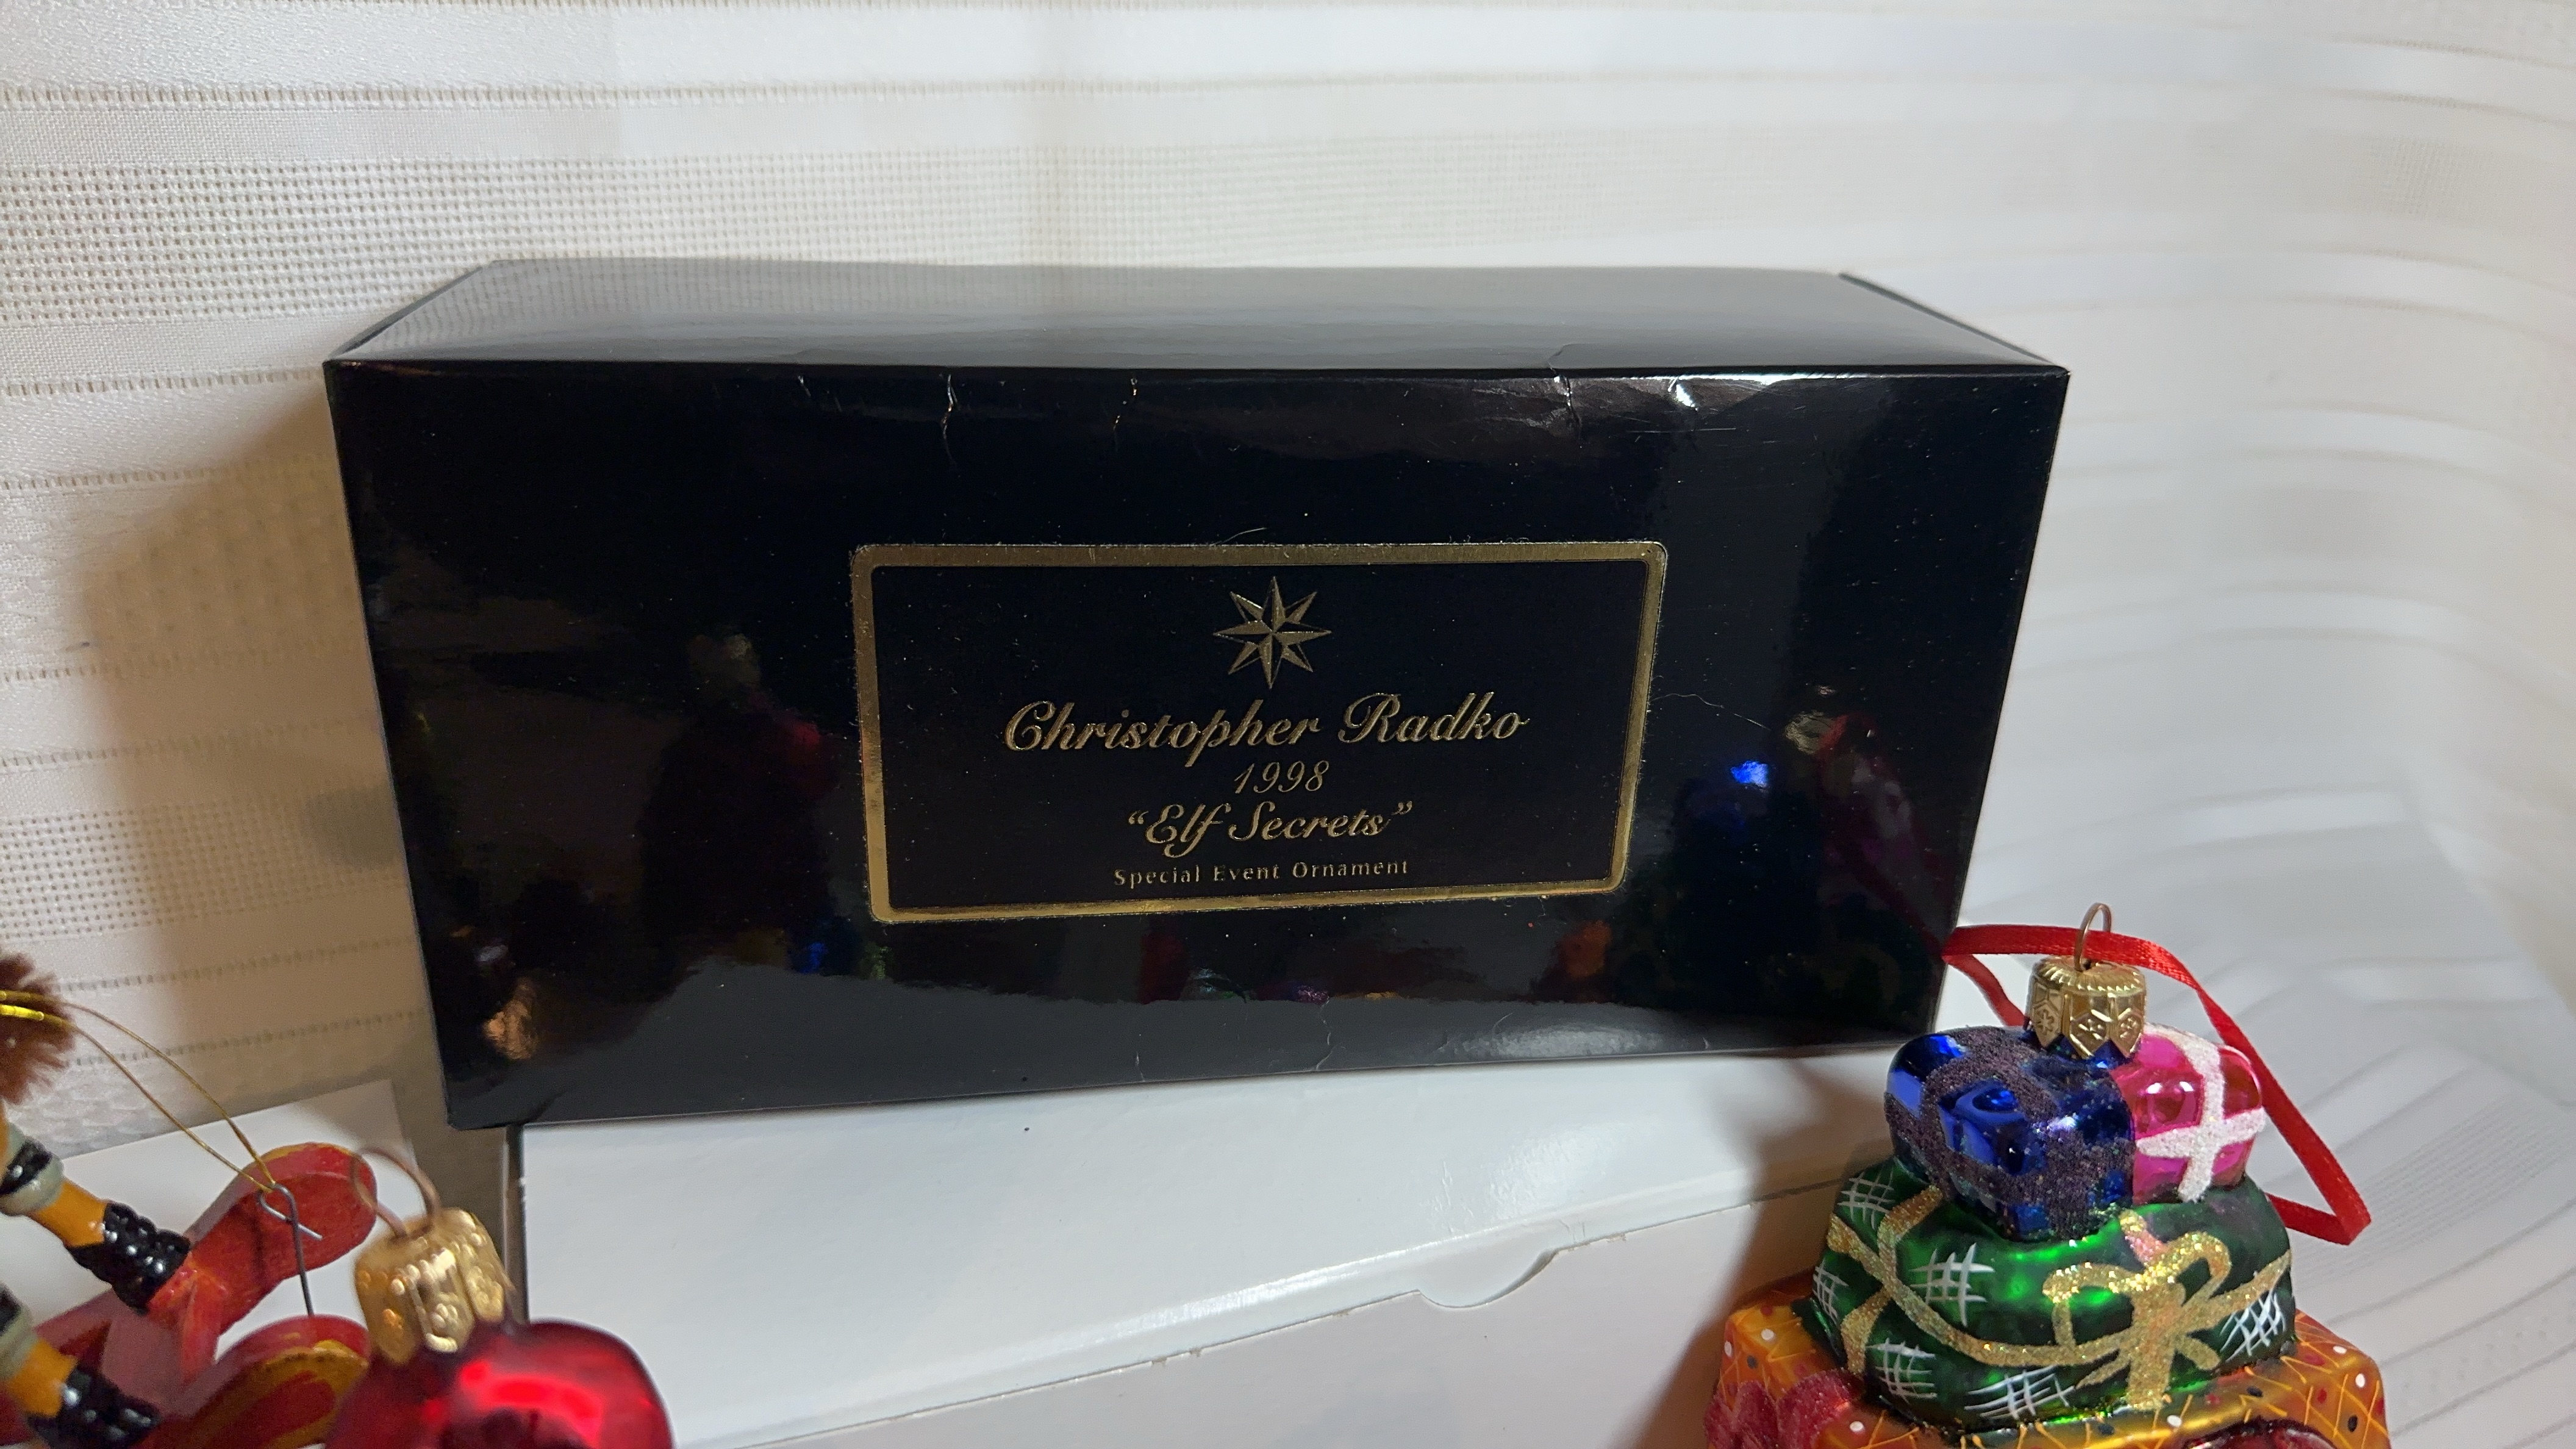 Christopher Radko
1998
“Elf Secrets”
Special Event Ornament